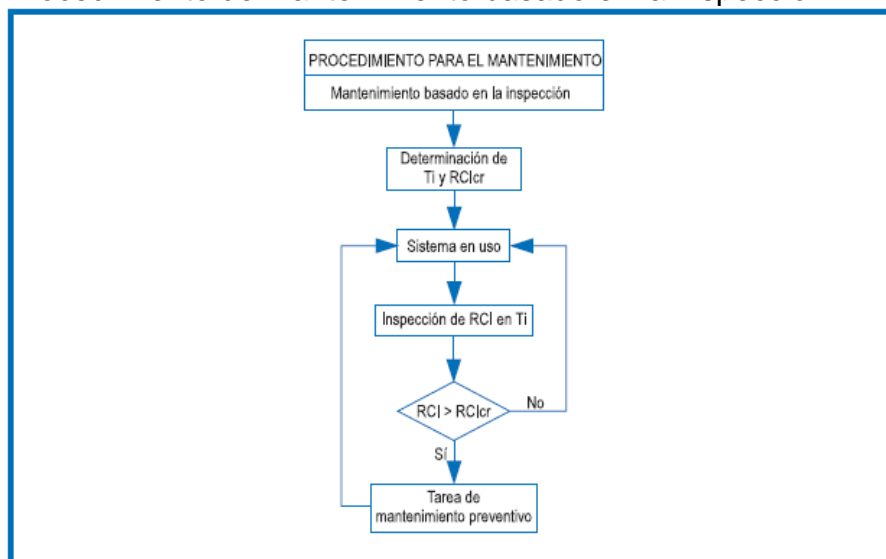 PROCEDIMIENTO PARA EL MANTENIMIENTO
Mantenimiento basado en la inspección
Determinación de
Ti y RCIcr
Sistema en uso
Inspección de RCI en Ti
RCI > RCIcr
No
Sí
Tarea de
mantenimiento preventivo